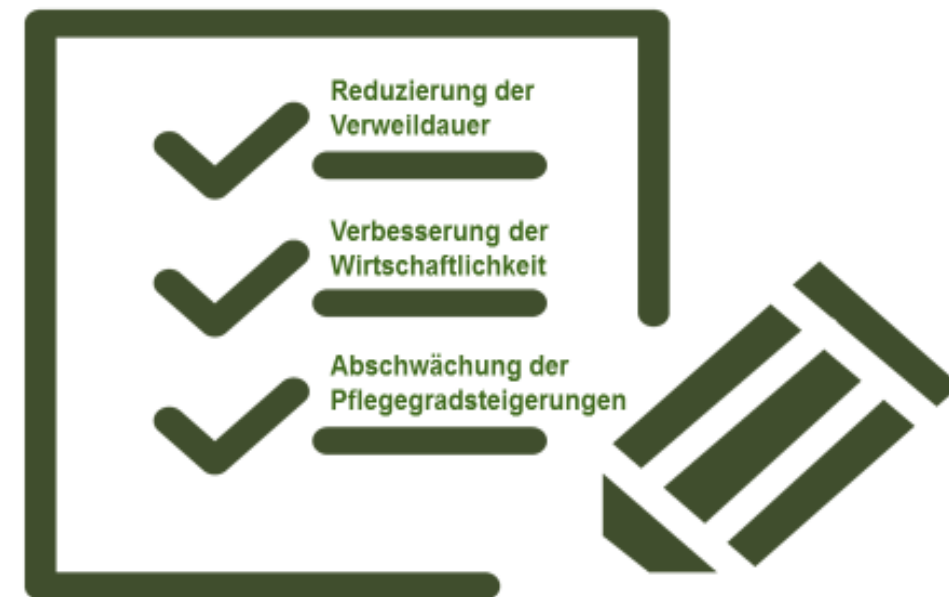 Reduzierung der
Verweildauer
Verbesserung der
Wirtschaftlichkeit
Abschwächung der
Pflegegradsteigerungen